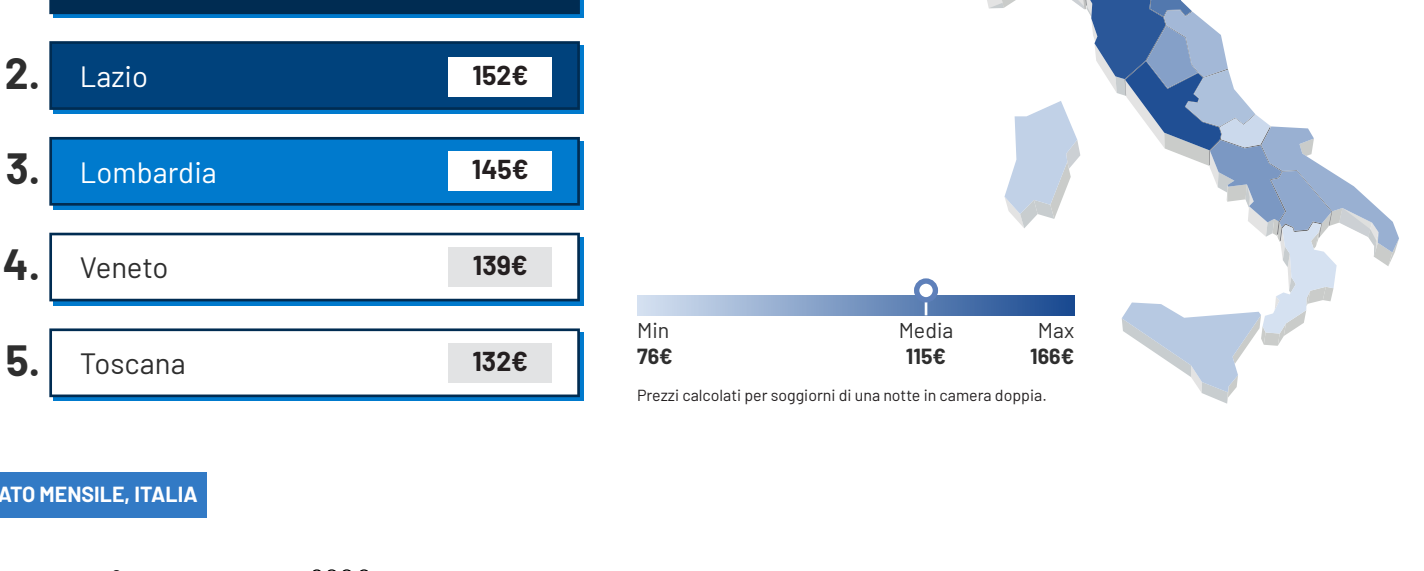 2. Lazio 152€
3. Lombardia 145€
4. Veneto 139€
5. Toscana 132€
Min Media Max
76€ 115€ 166€
Prezzi calcolati per soggiorni di una notte in camera doppia.
ATO MENSILE, ITALIA